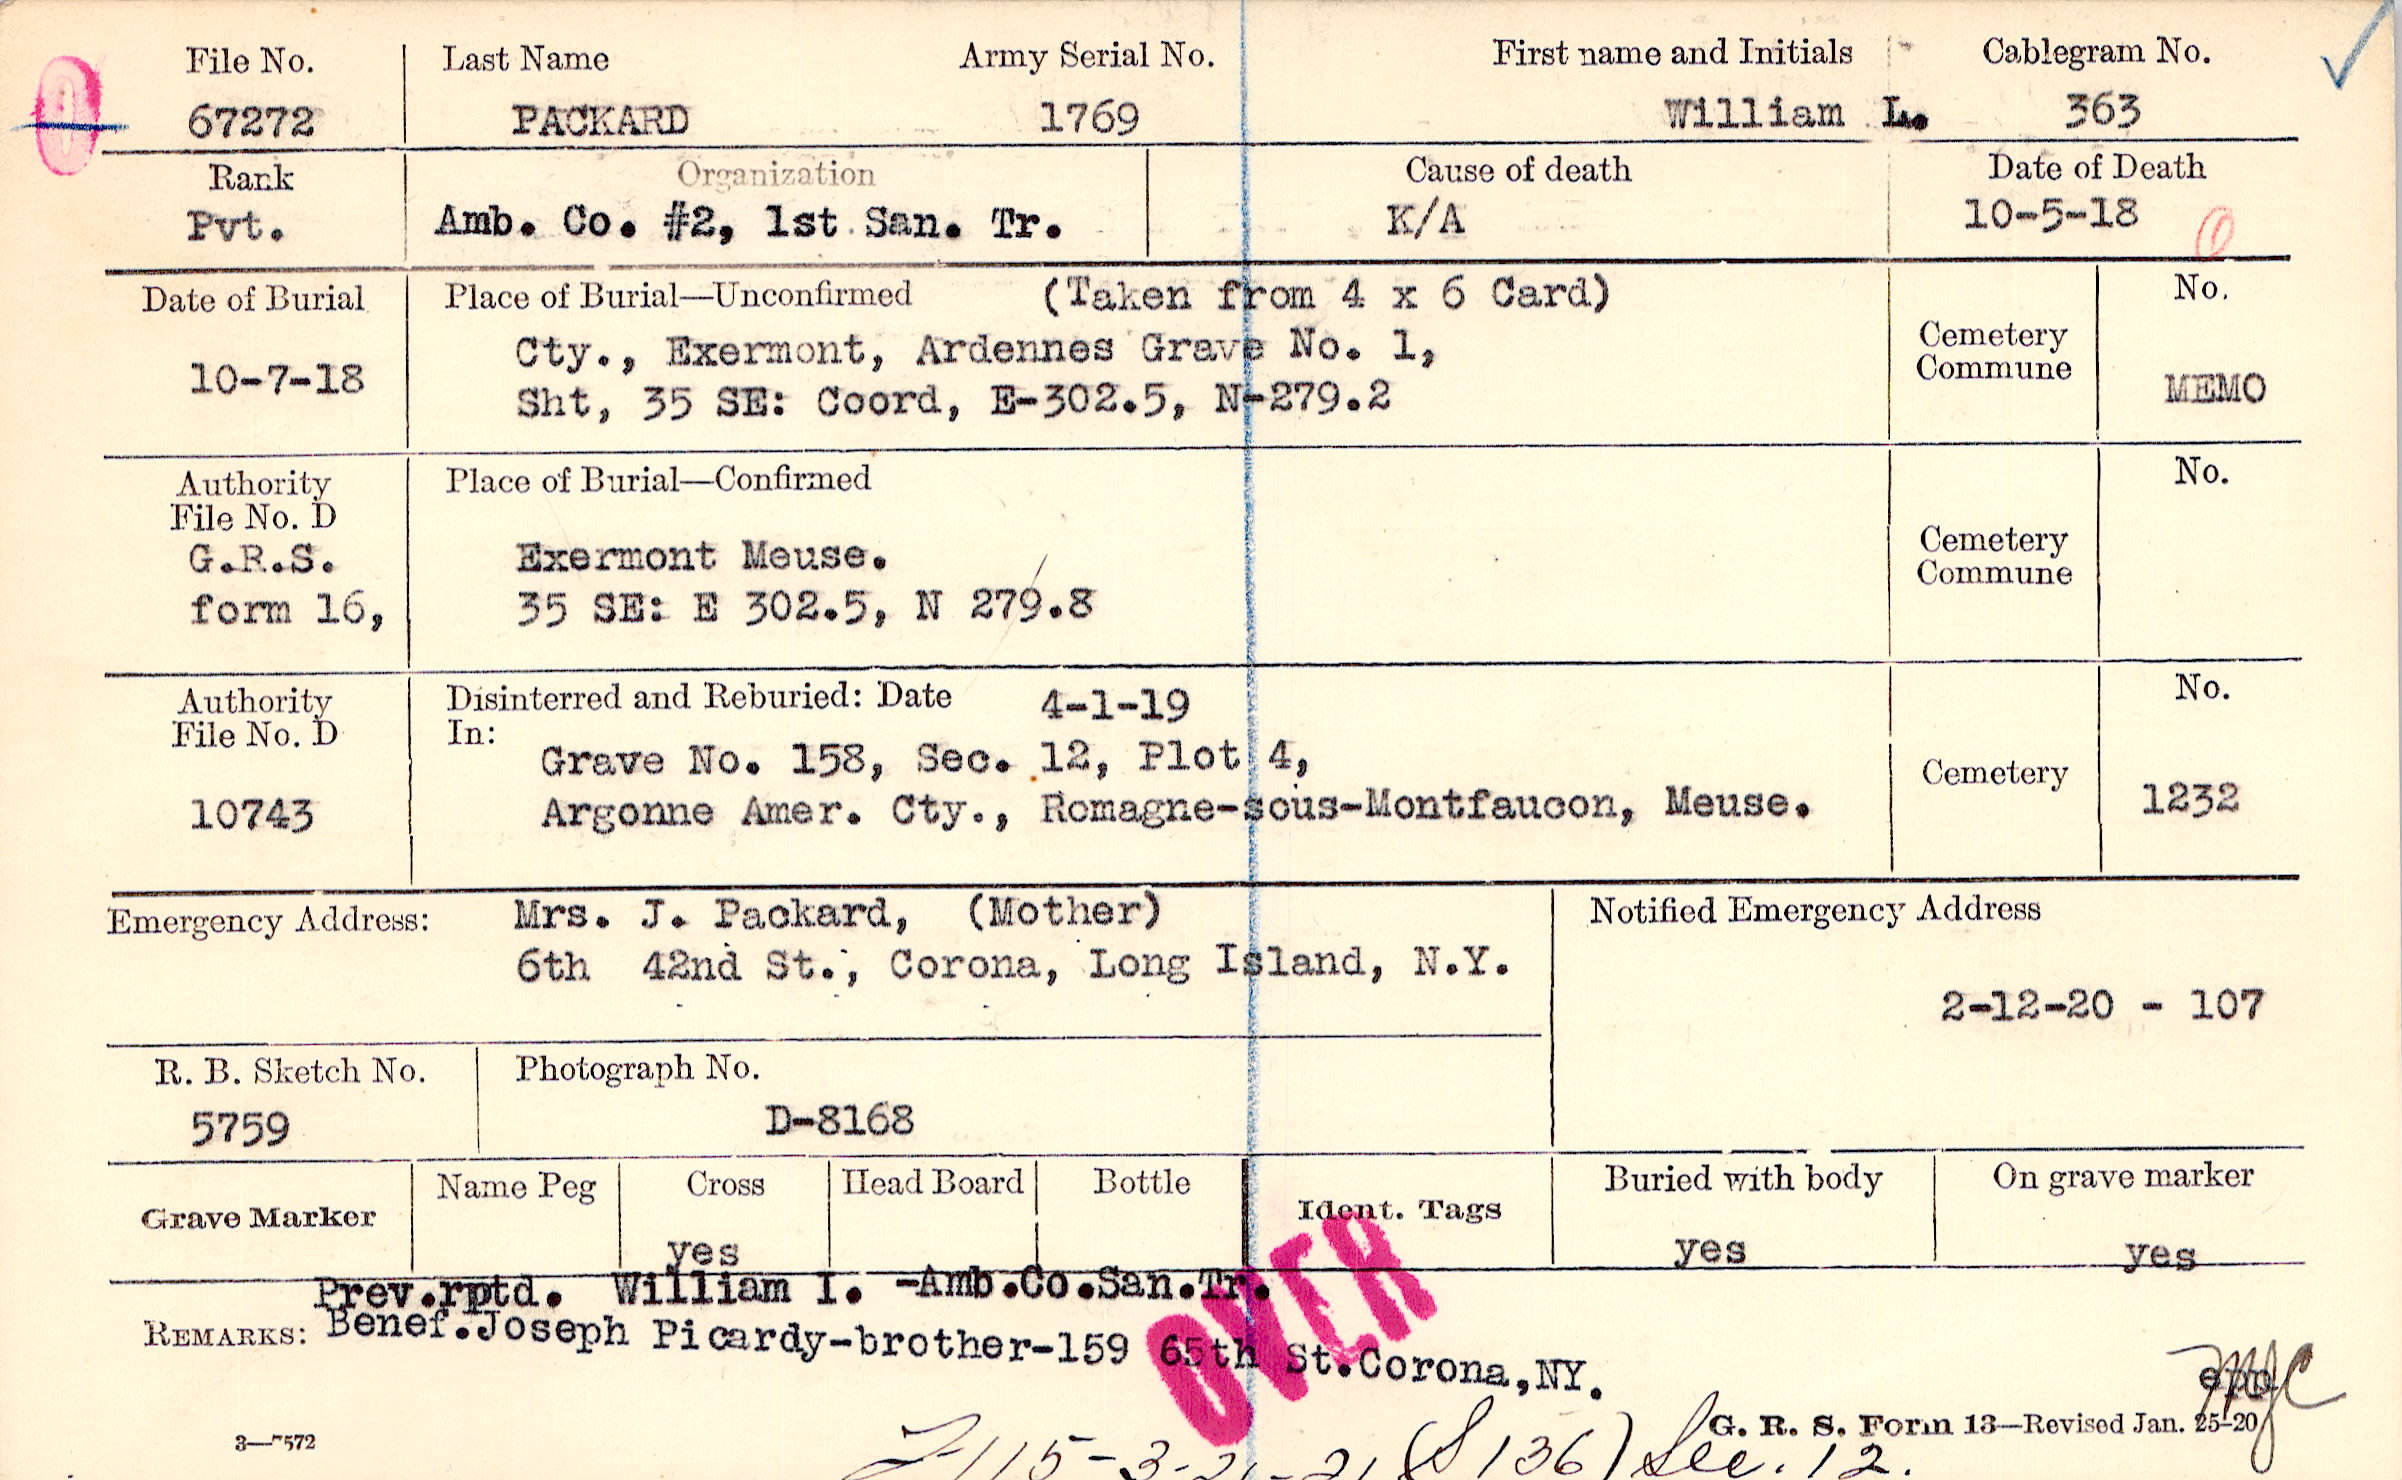 File No. Last Name Army Serial No. First name and Initials Cablegram No.
67272 PACKARD 1769 William L. 363
Rank Organization Cause of death Date of Death
Pvt. Amb. Co. #2, 1st San. Tr. K/A 10-5-18
Date of Burial Place of Burial—Unconfirmed (Taken from 4 x 6 Card) No.
10-7-18 Cty., Exermont, Ardennes Grave No. 1, Cemetery
Sht, 35 SE: Coord, E-302.5, N-279.2 Commune MEMO
Authority Place of Burial—Confirmed No.
File No. D
G.R.S. Exermont Meuse. Cemetery
form 16, 35 SE: E 302.5, N 279.8 Commune
Authority Disinterred and Reburied: Date 4-1-19 No.
File No. D In:
Grave No. 158, Sec. 12, Plot 4, Cemetery
10743 Argonne Amer. Cty., Romagne-sous-Montfaucon, Meuse. 1232
Emergency Address: Mrs. J. Packard, (Mother) Notified Emergency Address
6th 42nd St., Corona, Long Island, N.Y.
2-12-20 - 107
R. B. Sketch No. Photograph No.
5759 D-8168
Grave Marker Name Peg Cross Head Board Bottle Ident. Tags Buried with body On grave marker
yes yes yes
Prev.rptd. William I. -Amb.Co.San.Tr.
REMARKS: Benef.Joseph Picardy-brother-159 65th St.Corona,NY.
OVER
3—7572 G. R. S. Form 13—Revised Jan. 25-20
(S 136) Sec. 12.